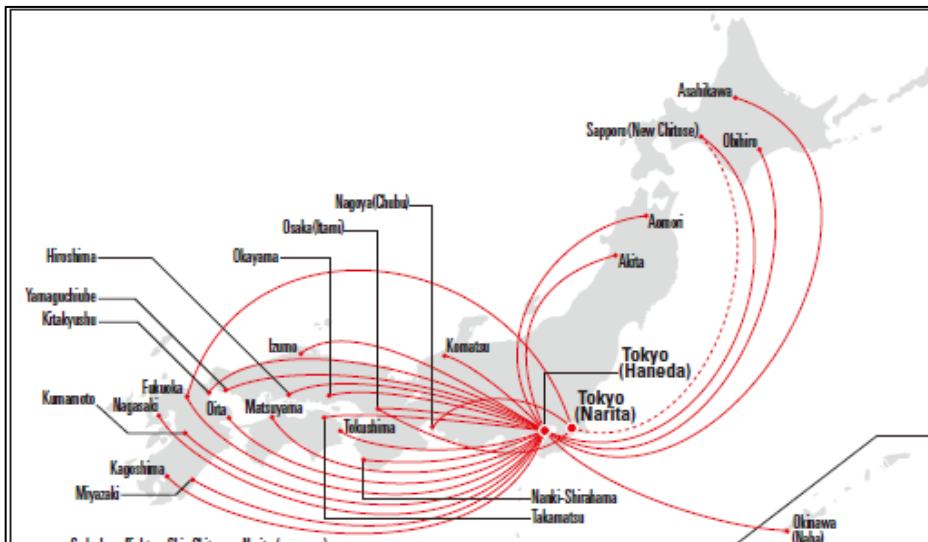 Asahikawa
Sapporo(New Chitose)
Obihiro
Nagoya(Chubu)
Osaka(Itami)
Aomori
Hiroshima
Okayama
Akita
Yamaguchiube
Kitakyushu
Izumo
Komatsu
Tokyo
(Haneda)
Fukuoka
Kumamoto
Nagasaki
Oita
Matsuyama
Tokyo
(Narita)
Tokushima
Kagoshima
Miyazaki
Nanki-Shirahama
Takamatsu
Okinawa
(Naha)